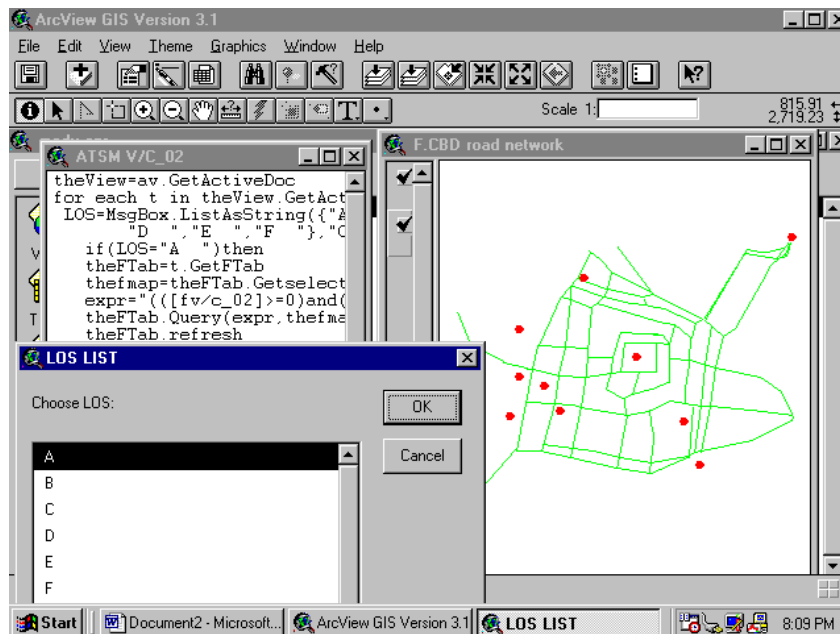 ArcView GIS Version 3.1
File Edit View Theme Graphics Window Help
Scale 1:
815.91
2,719.23
ATSM V/C_02
F.CBD road network
theView=av.GetActiveDoc
for each t in theView.GetAct
LOS=MsgBox.ListAsString({"A
"D ","E ","F "},"C
if(LOS="A ")then
theFTab=t.GetFTab
thefmap=theFTab.Getselect
expr="(([fv/c_02]>=0)and(
theFTab.Query(expr,thefma
theFTab.refresh
LOS LIST
Choose LOS:
OK
Cancel
A
B
C
D
E
F
Start
Document2 - Microsoft...
ArcView GIS Version 3.1
LOS LIST
8:09 PM